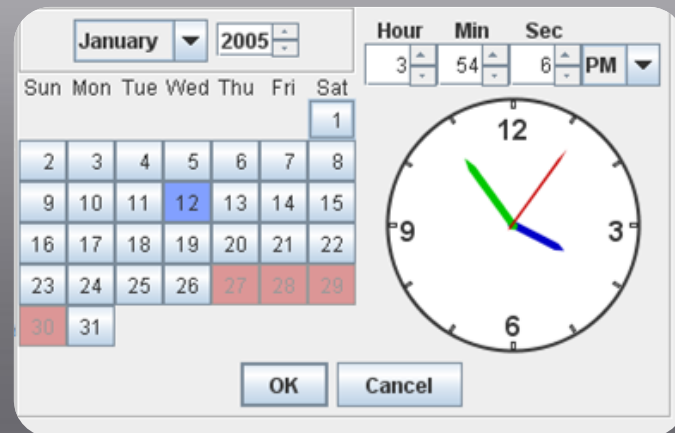 January 2005
Hour Min Sec
3 54 6 PM
Sun Mon Tue Wed Thu Fri Sat
1
2 3 4 5 6 7 8
9 10 11 12 13 14 15
16 17 18 19 20 21 22
23 24 25 26 27 28 29
30 31
12
9 3
6
OK Cancel